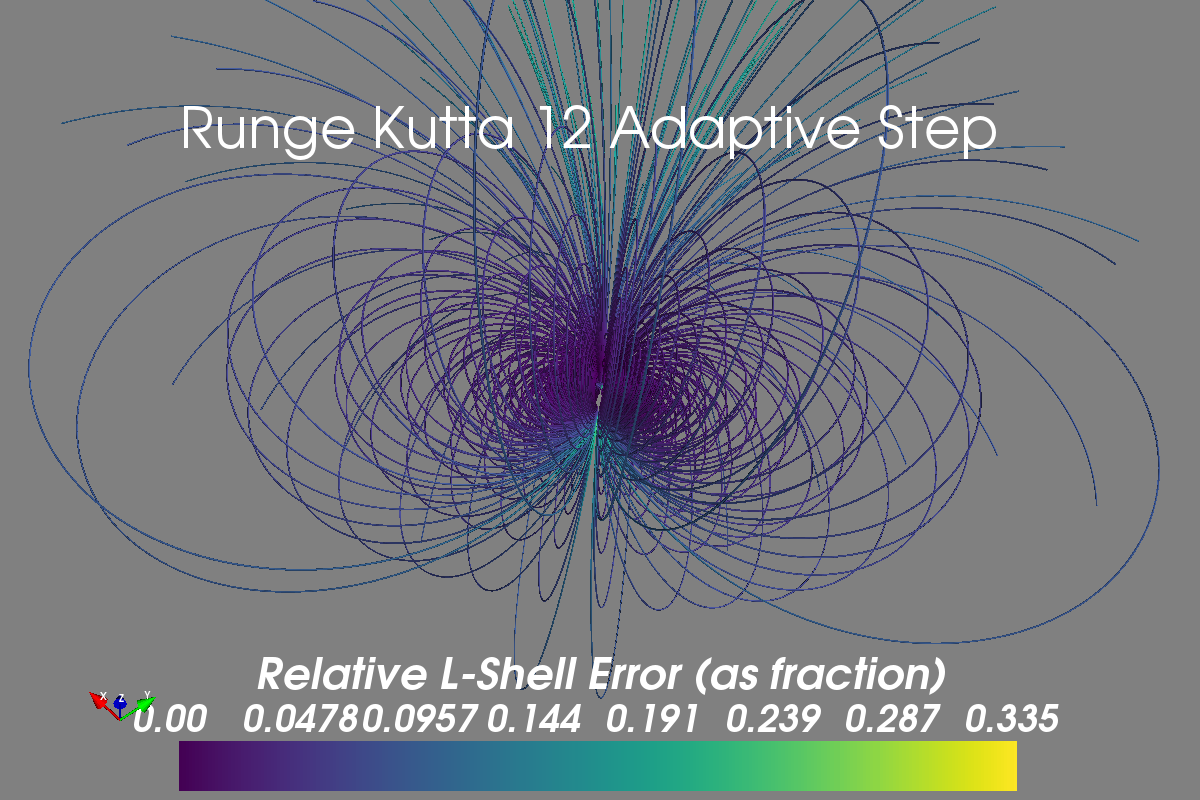 Runge Kutta 12 Adaptive Step
Relative L-Shell Error (as fraction)
X Z Y
0.00 0.0478 0.0957 0.144 0.191 0.239 0.287 0.335